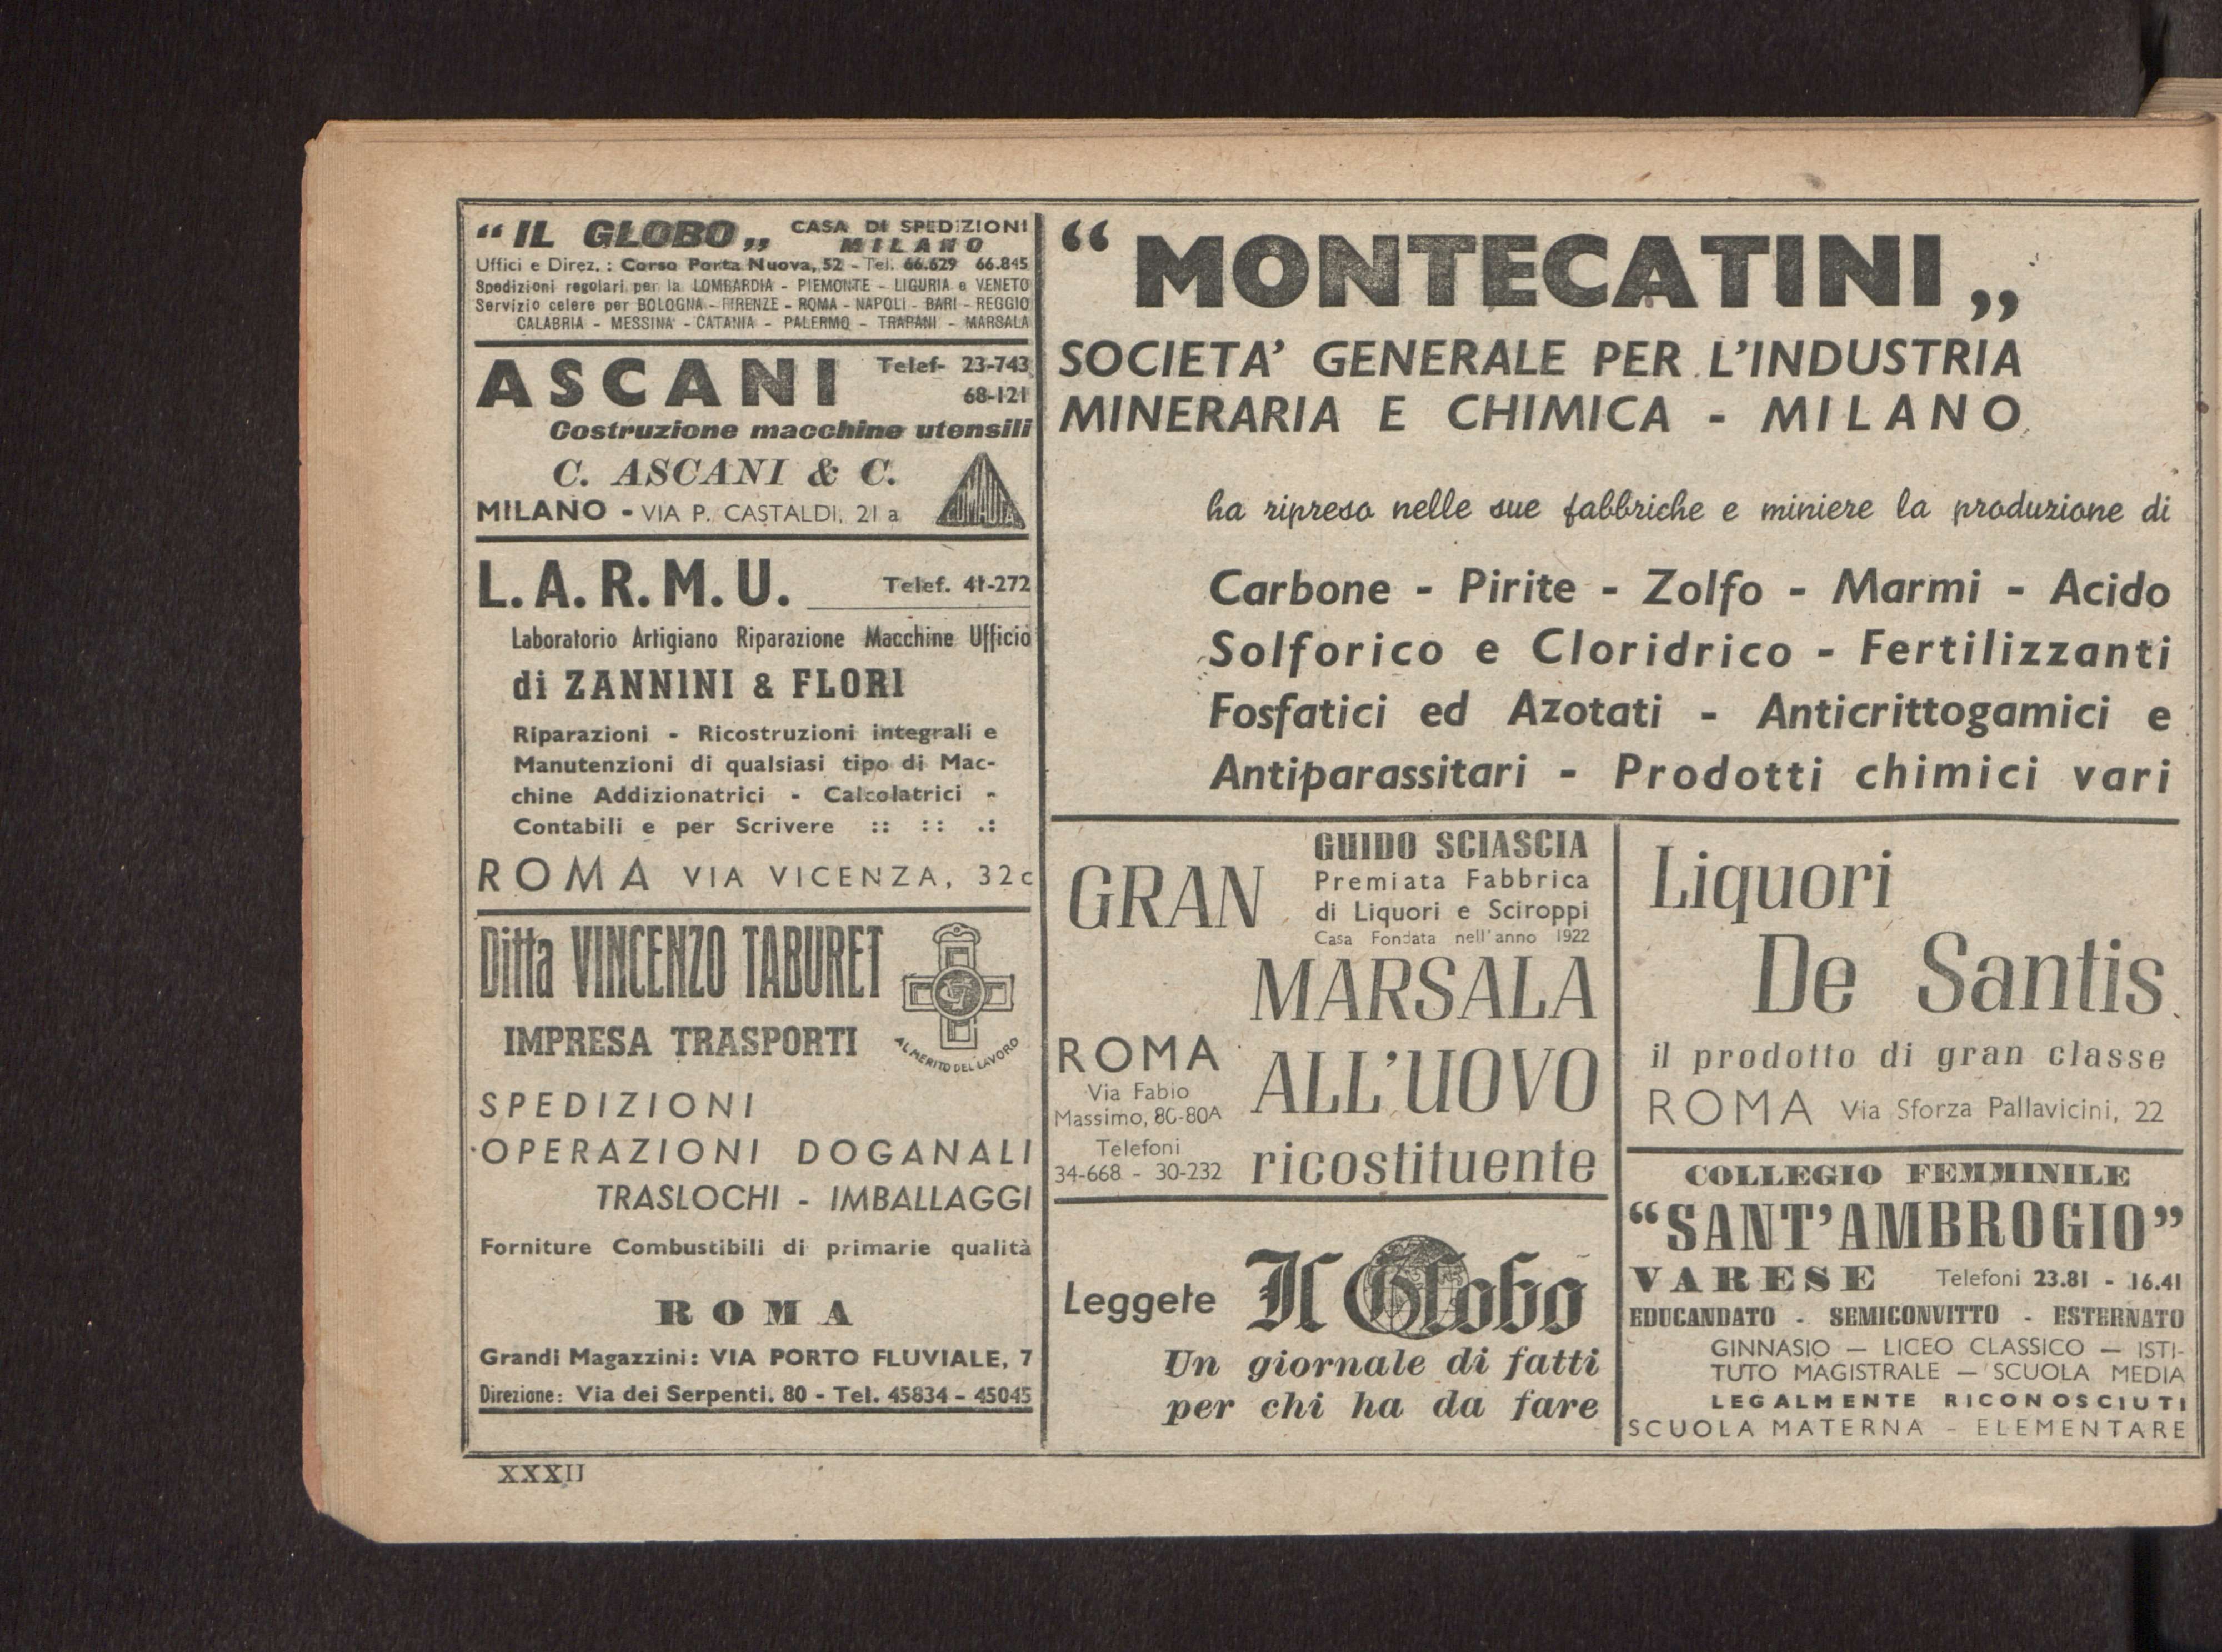 “IL GLOBO„ CASA DI SPEDIZIONI
MILANO
Uffici e Direz. : Corso Porta Nuova, 52 - Tel. 66.629 66.845
Spedizioni regolari per la LOMBARDIA - PIEMONTE - LIGURIA e VENETO
Servizio celere per BOLOGNA - FIRENZE - ROMA - NAPOLI - BARI - REGGIO
CALABRIA - MESSINA - CATANIA - PALERMO - TRAPANI - MARSALA
ASCANI Telef- 23-743
68-121
Costruzione macchine utensili
C. ASCANI & C.
MILANO - VIA P. CASTALDI, 21 a
COMAUTA
L.A.R.M.U. Telef. 41-272
Laboratorio Artigiano Riparazione Macchine Ufficio
di ZANNINI & FLORI
Riparazioni - Ricostruzioni integrali e
Manutenzioni di qualsiasi tipo di Mac-
chine Addizionatrici - Calcolatrici -
Contabili e per Scrivere :: :: .:
ROMA VIA VICENZA, 32c
Ditta VINCENZO TABURET
IMPRESA TRASPORTI
AL MERITO DEL LAVORO
SPEDIZIONI
OPERAZIONI DOGANALI
TRASLOCHI - IMBALLAGGI
Forniture Combustibili di primarie qualità
ROMA
Grandi Magazzini: VIA PORTO FLUVIALE, 7
Direzione: Via dei Serpenti. 80 - Tel. 45834 - 45045
“MONTECATINI„
SOCIETA’ GENERALE PER L’INDUSTRIA
MINERARIA E CHIMICA - MILANO
ha ripreso nelle sue fabbriche e miniere la produzione di
Carbone - Pirite - Zolfo - Marmi - Acido
Solforico e Cloridrico - Fertilizzanti
Fosfatici ed Azotati - Anticrittogamici e
Antiparassitari - Prodotti chimici vari
GUIDO SCIASCIA
Premiata Fabbrica
di Liquori e Sciroppi
Casa Fondata nell'anno 1922
GRAN
MARSALA
ALL’UOVO
ricostituente
ROMA
Via Fabio
Massimo, 80-80A
Telefoni
34-668 - 30-232
Leggete Il Globo
Un giornale di fatti
per chi ha da fare
Liquori
De Santis
il prodotto di gran classe
ROMA Via Sforza Pallavicini, 22
COLLEGIO FEMMINILE
“SANT’AMBROGIO”
VARESE Telefoni 23.81 - 16.41
EDUCANDATO - SEMICONVITTO - ESTERNATO
GINNASIO — LICEO CLASSICO — ISTI-
TUTO MAGISTRALE — SCUOLA MEDIA
LEGALMENTE RICONOSCIUTI
SCUOLA MATERNA - ELEMENTARE
XXXII